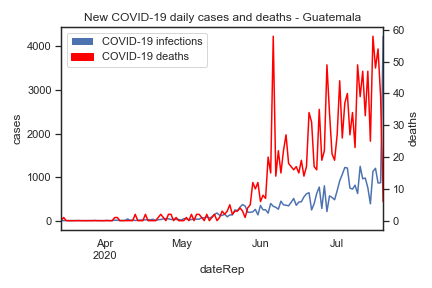 New COVID-19 daily cases and deaths - Guatemala
COVID-19 infections
COVID-19 deaths
4000
3000
2000
1000
0
cases
60
50
40
30
20
10
0
deaths
Apr
2020
May
Jun
Jul
dateRep